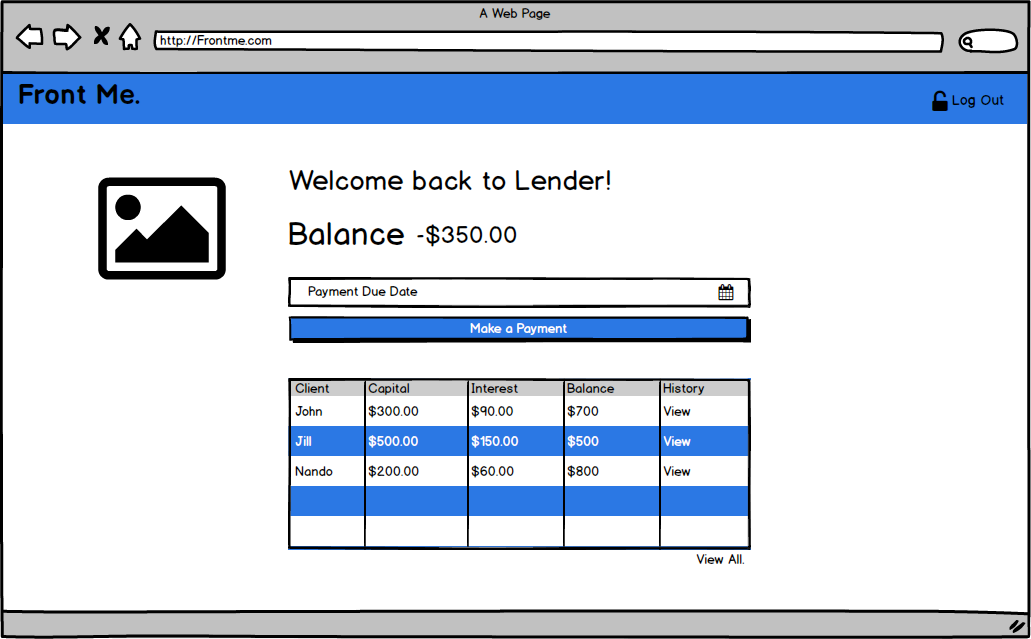 A Web Page
http://Frontme.com
Front Me.
Log Out
Welcome back to Lender!
Balance -$350.00
Payment Due Date
Make a Payment
Client Capital Interest Balance History
John $300.00 $90.00 $700 View
Jill $500.00 $150.00 $500 View
Nando $200.00 $60.00 $800 View
View All.